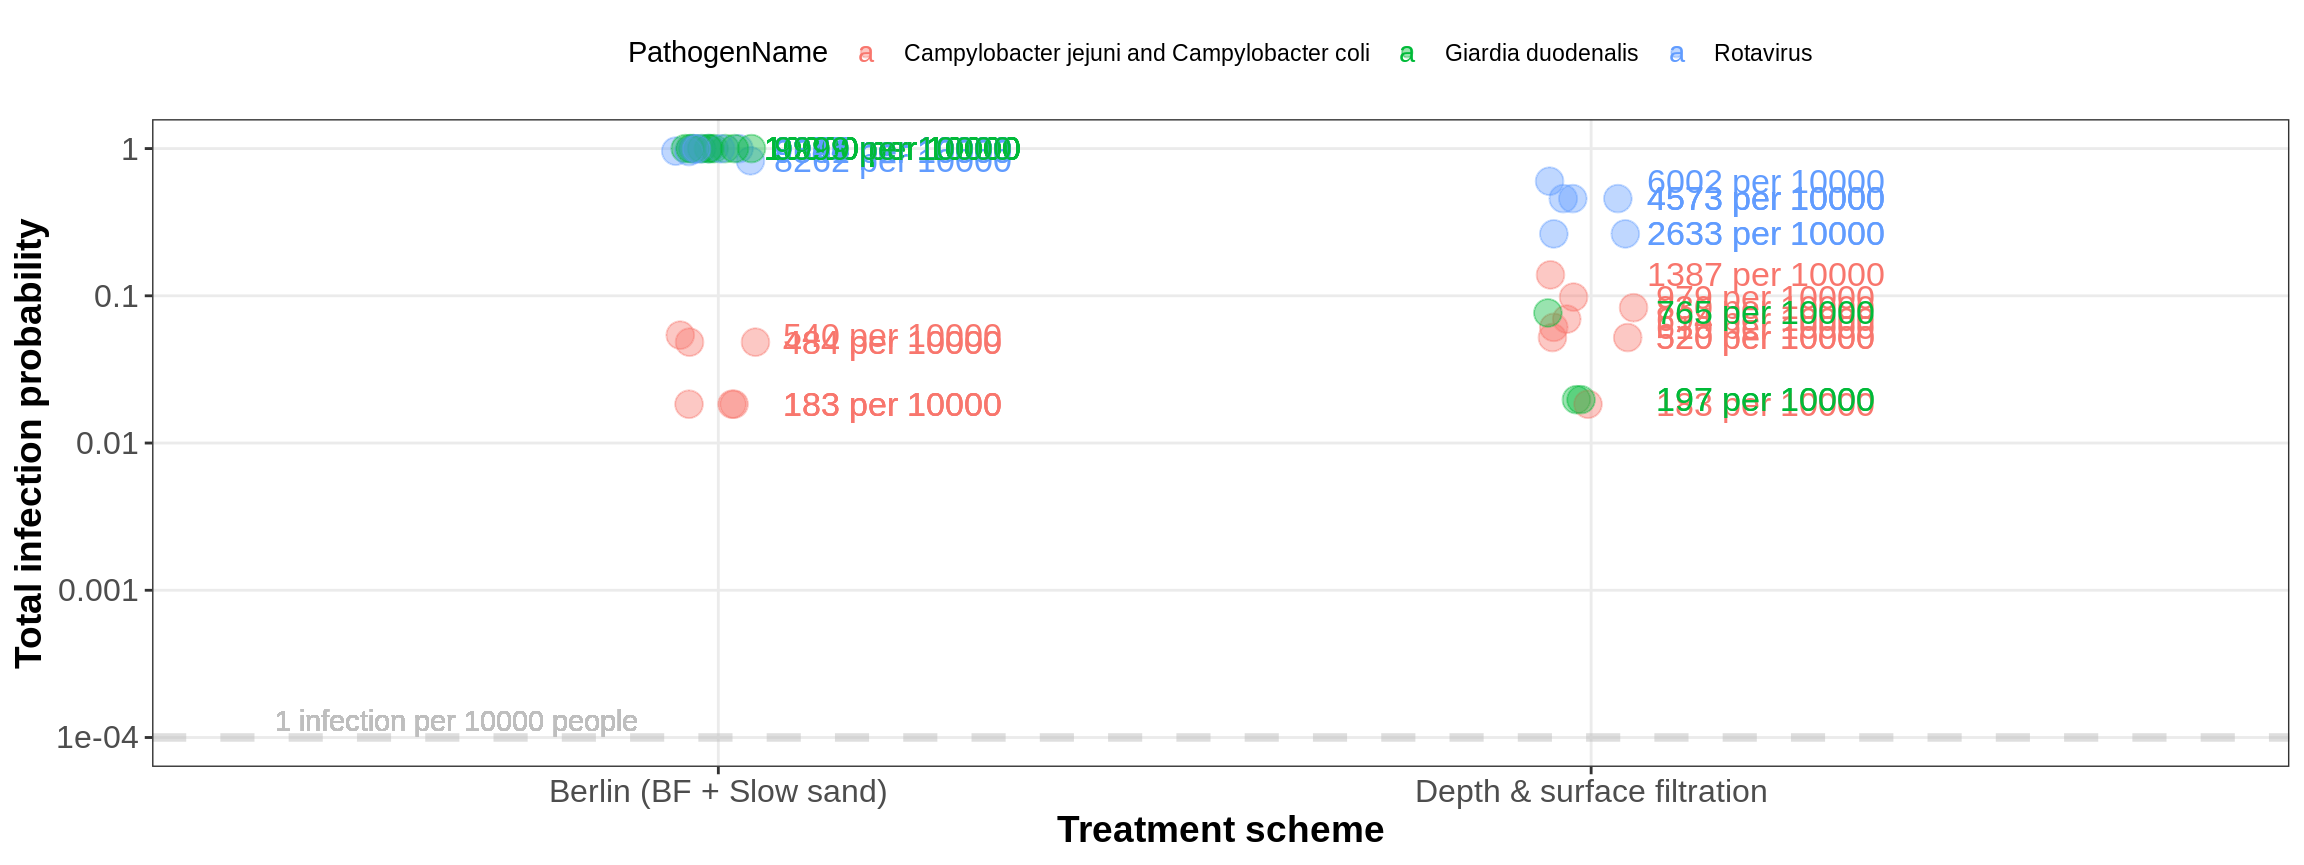 PathogenName a Campylobacter jejuni and Campylobacter coli a Giardia duodenalis a Rotavirus
Total infection probability
1
0.1
0.01
0.001
1e-04
per 10000
8262 per 10000
540 per 10000
484 per 10000
183 per 10000
6002 per 10000
4573 per 10000
2633 per 10000
1387 per 10000
979 per 10000
765 per 10000
520 per 10000
197 per 10000
183 per 10000
1 infection per 10000 people
Berlin (BF + Slow sand)
Depth & surface filtration
Treatment scheme